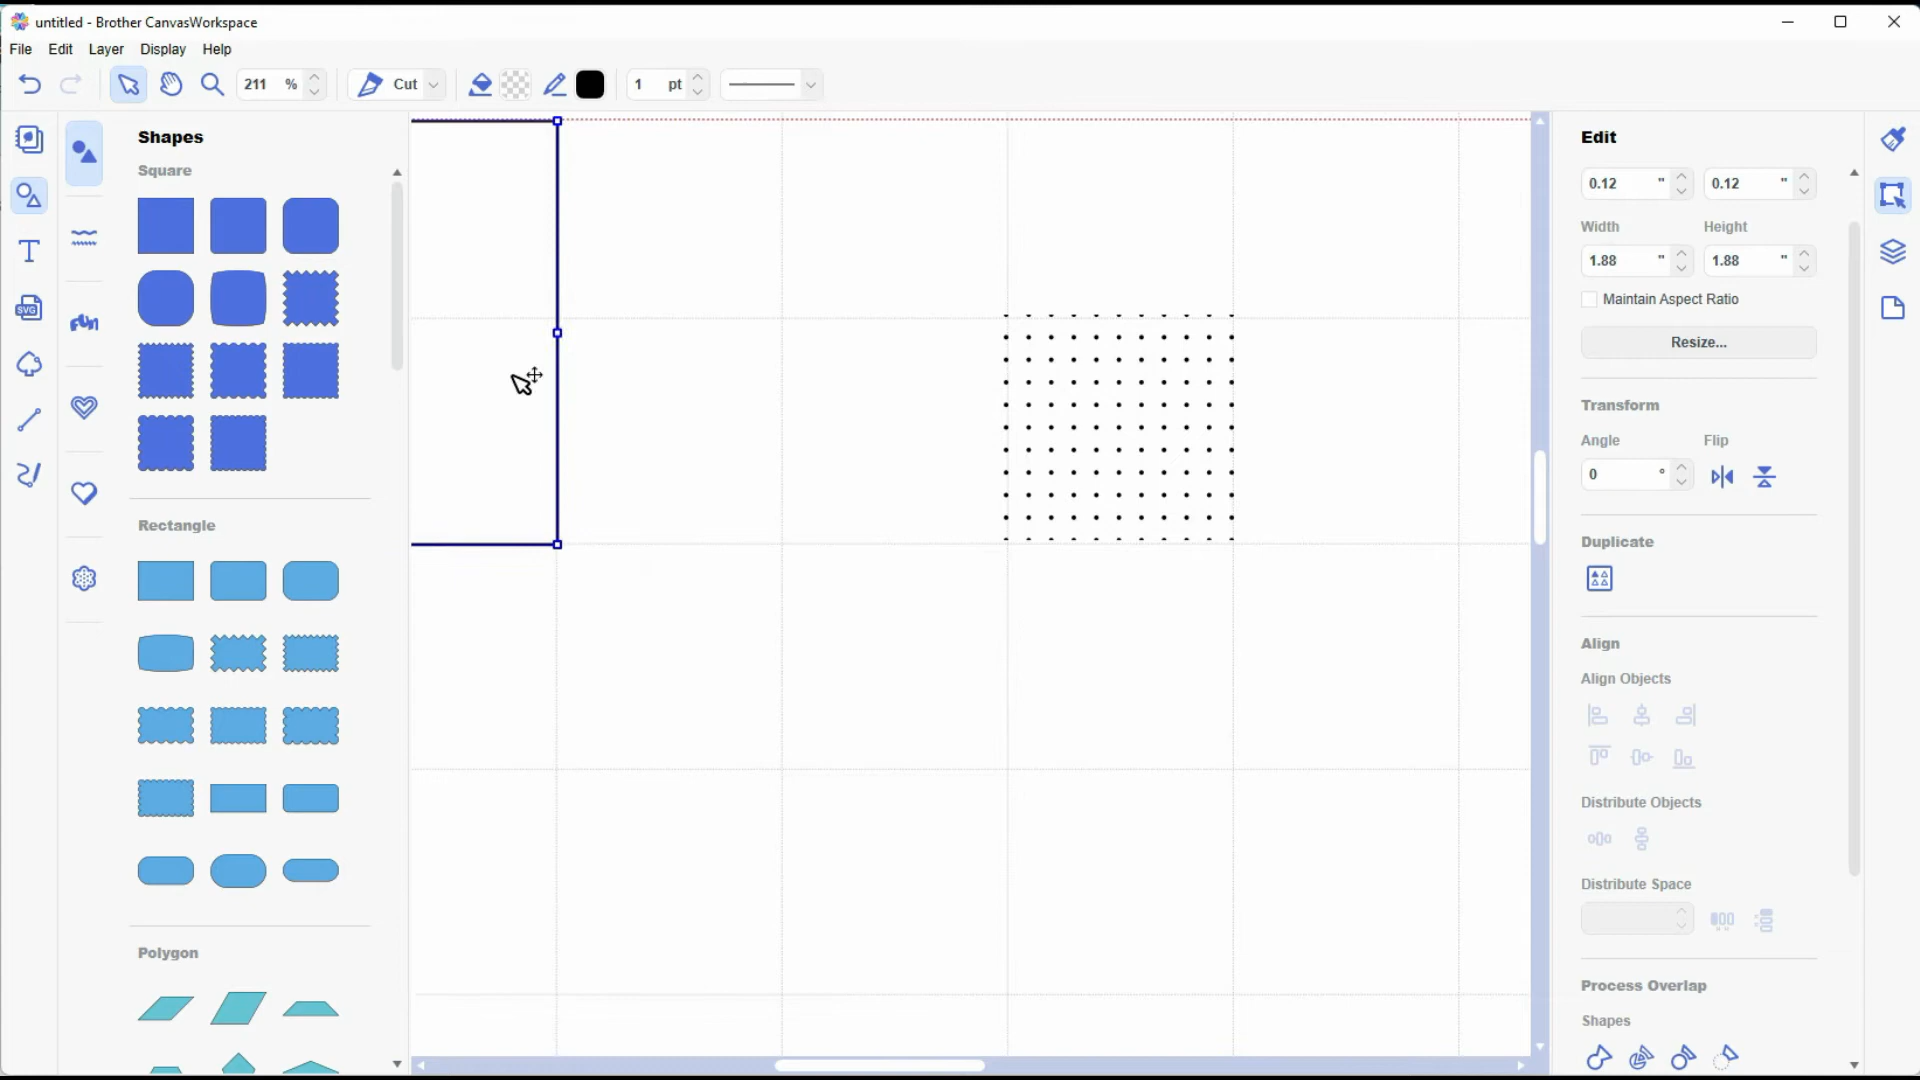 untitled - Brother CanvasWorkspace
File Edit Layer Display Help
211 % Cut 1 pt
Shapes
Square
Rectangle
Polygon
SVG
Edit
0.12 " 0.12 "
Width Height
1.88 " 1.88 "
Maintain Aspect Ratio
Resize...
Transform
Angle Flip
0 °
Duplicate
Align
Align Objects
Distribute Objects
Distribute Space
Process Overlap
Shapes